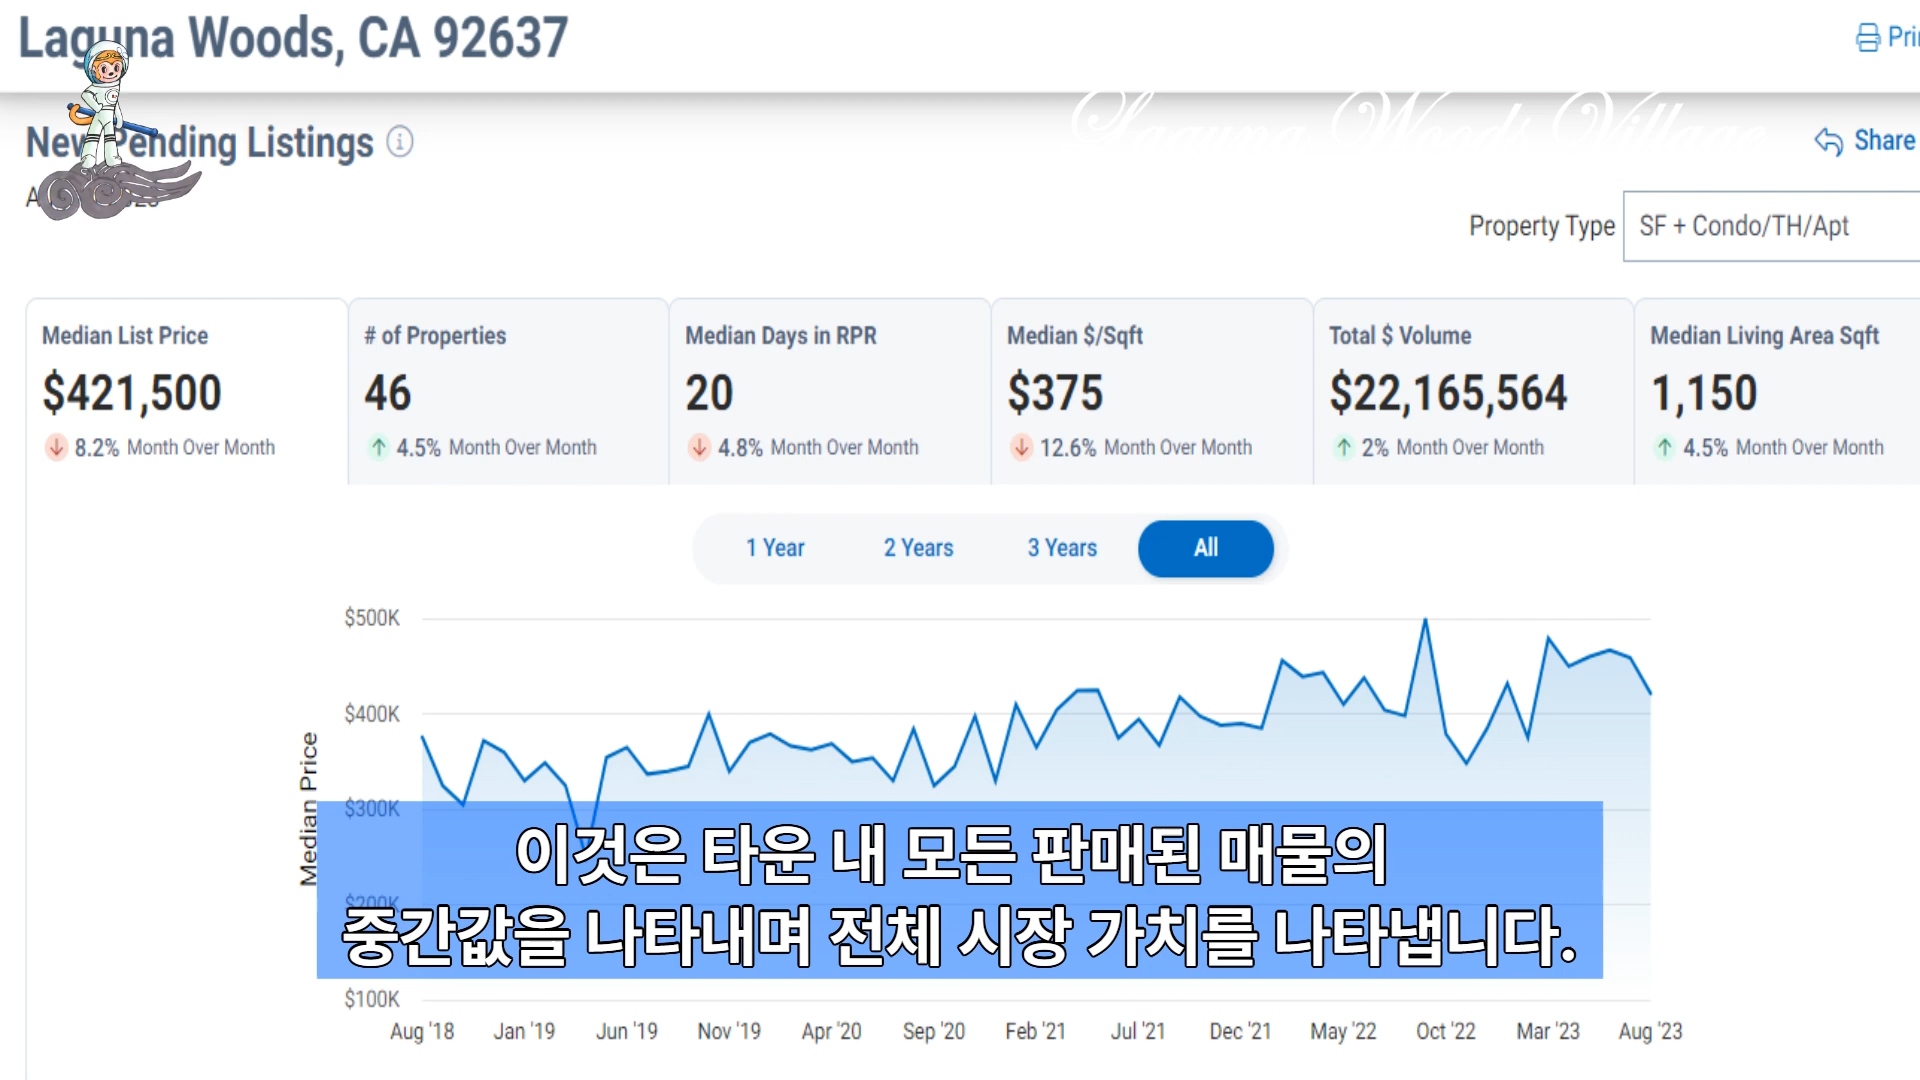 Laguna Woods, CA 92637
Print
New Pending Listings
Laguna Woods Village
Share
Property Type SF + Condo/TH/Apt
Median List Price
$421,500
8.2% Month Over Month
# of Properties
46
4.5% Month Over Month
Median Days in RPR
20
4.8% Month Over Month
Median $/Sqft
$375
12.6% Month Over Month
Total $ Volume
$22,165,564
2% Month Over Month
Median Living Area Sqft
1,150
4.5% Month Over Month
1 Year 2 Years 3 Years All
Median Price
$500K
$400K
$300K
$200K
$100K
이것은 타운 내 모든 판매된 매물의
중간값을 나타내며 전체 시장 가치를 나타냅니다.
Aug '18 Jan '19 Jun '19 Nov '19 Apr '20 Sep '20 Feb '21 Jul '21 Dec '21 May '22 Oct '22 Mar '23 Aug '23